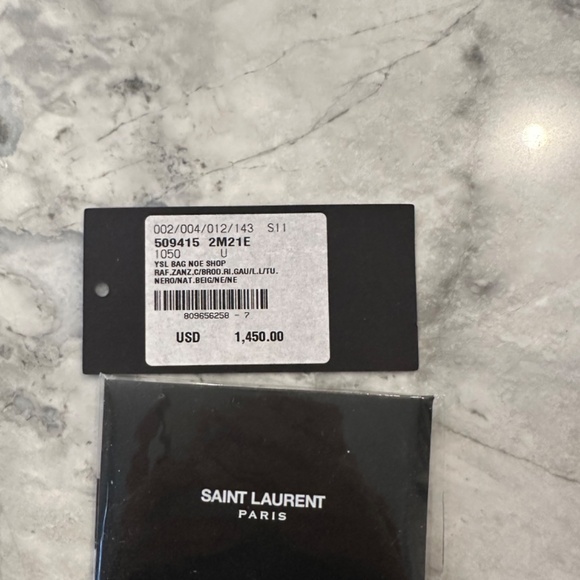 002/004/012/143 S11
509415 2M21E
1050 U
YSL BAG NOE SHOP
RAF.ZANZ.C/BROD.RI.GAU/L.I/TU.
NERO/NAT.BEIG/NE/NE
809656258 - 7
USD 1,450.00
SAINT LAURENT
PARIS